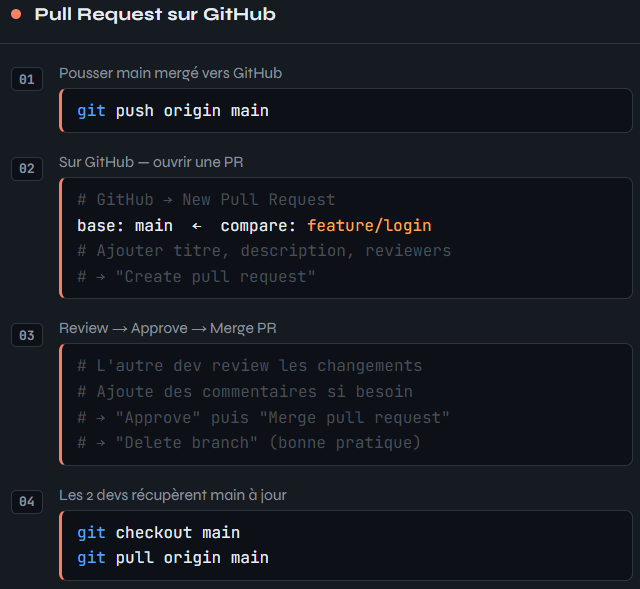 Pull Request sur GitHub
01
Pousser main mergé vers GitHub
git push origin main
02
Sur GitHub — ouvrir une PR
# GitHub → New Pull Request
base: main ← compare: feature/login
# Ajouter titre, description, reviewers
# → "Create pull request"
03
Review → Approve → Merge PR
# L'autre dev review les changements
# Ajoute des commentaires si besoin
# → "Approve" puis "Merge pull request"
# → "Delete branch" (bonne pratique)
04
Les 2 devs récupèrent main à jour
git checkout main
git pull origin main